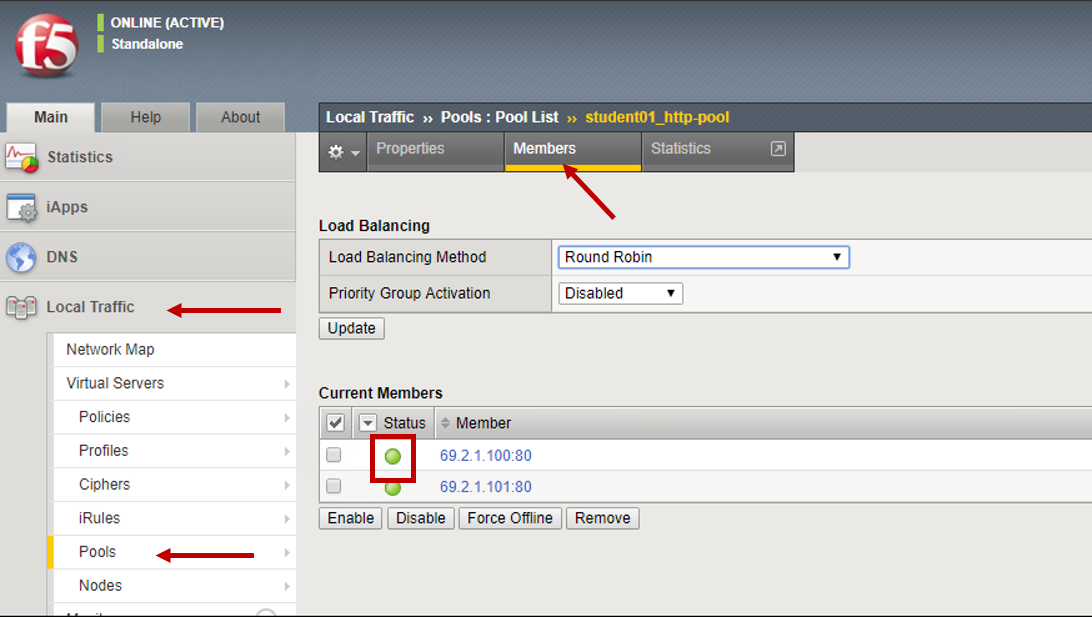 f5
ONLINE (ACTIVE)
Standalone
Main
Help
About
Statistics
iApps
DNS
Local Traffic
Network Map
Virtual Servers
Policies
Profiles
Ciphers
iRules
Pools
Nodes
Local Traffic ›› Pools : Pool List ›› student01_http-pool
Properties
Members
Statistics
Load Balancing
Load Balancing Method
Round Robin
Priority Group Activation
Disabled
Update
Current Members
Status
Member
69.2.1.100:80
69.2.1.101:80
Enable
Disable
Force Offline
Remove